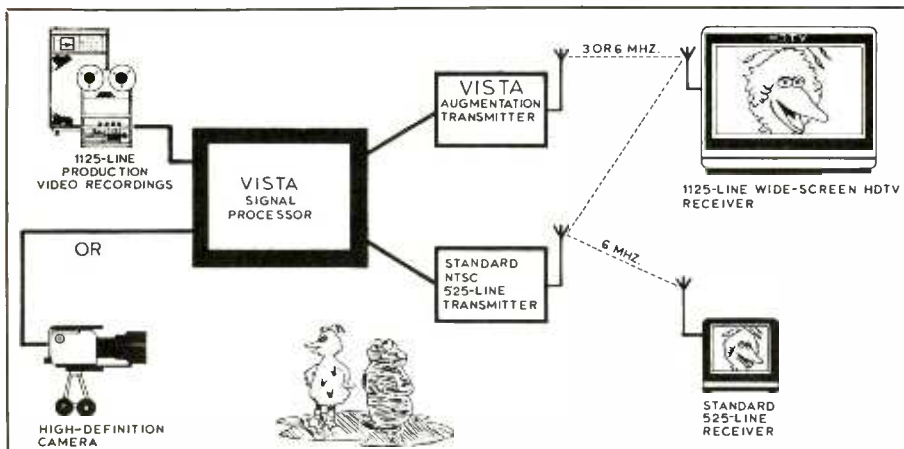 1125-LINE
PRODUCTION
VIDEO RECORDINGS
OR
HIGH-DEFINITION
CAMERA
VISTA
SIGNAL
PROCESSOR
VISTA
AUGMENTATION
TRANSMITTER
STANDARD
NTSC
525-LINE
TRANSMITTER
3 OR 6 MHZ.
6 MHZ
HDTV
1125-LINE WIDE-SCREEN HDTV
RECEIVER
STANDARD
525-LINE
RECEIVER